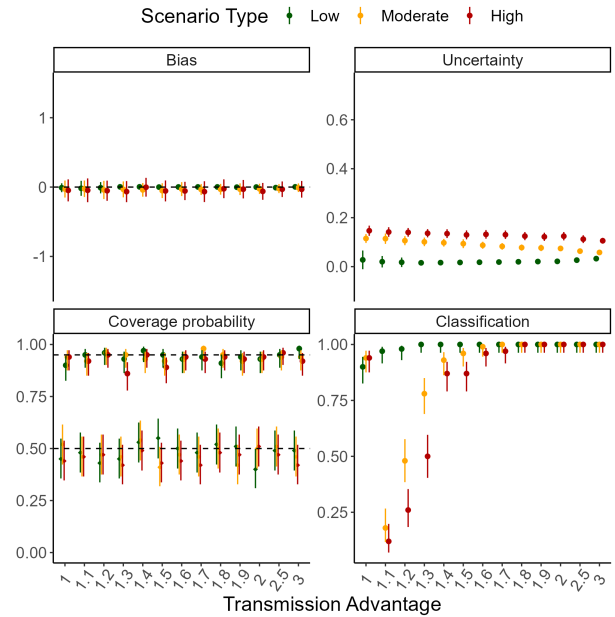 Scenario Type Low Moderate High
Bias Uncertainty
1
0
-1
0.6
0.4
0.2
0.0
Coverage probability Classification
1.00
0.75
0.50
0.25
0.00
1.00
0.75
0.50
0.25
1 1.1 1.2 1.3 1.4 1.5 1.6 1.7 1.8 1.9 2 2.5 3
1 1.1 1.2 1.3 1.4 1.5 1.6 1.7 1.8 1.9 2 2.5 3
Transmission Advantage